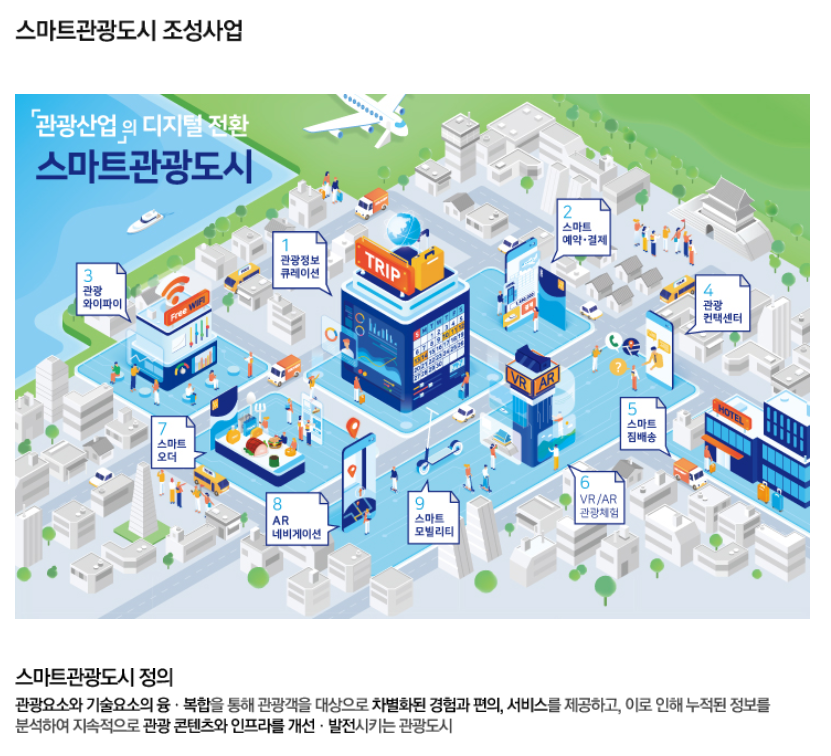 스마트관광도시 조성사업
「관광산업」의 디지털 전환
스마트관광도시
1
관광정보
큐레이션
TRIP
2
스마트
예약·결제
3
관광
와이파이
Free WiFi
4
관광
컨택센터
5
스마트
짐배송
HOTEL
6
VR/AR
관광체험
VR
AR
7
스마트
오더
8
AR
네비게이션
9
스마트
모빌리티
스마트관광도시 정의
관광요소와 기술요소의 융·복합을 통해 관광객을 대상으로 차별화된 경험과 편의, 서비스를 제공하고, 이로 인해 누적된 정보를
분석하여 지속적으로 관광 콘텐츠와 인프라를 개선·발전시키는 관광도시